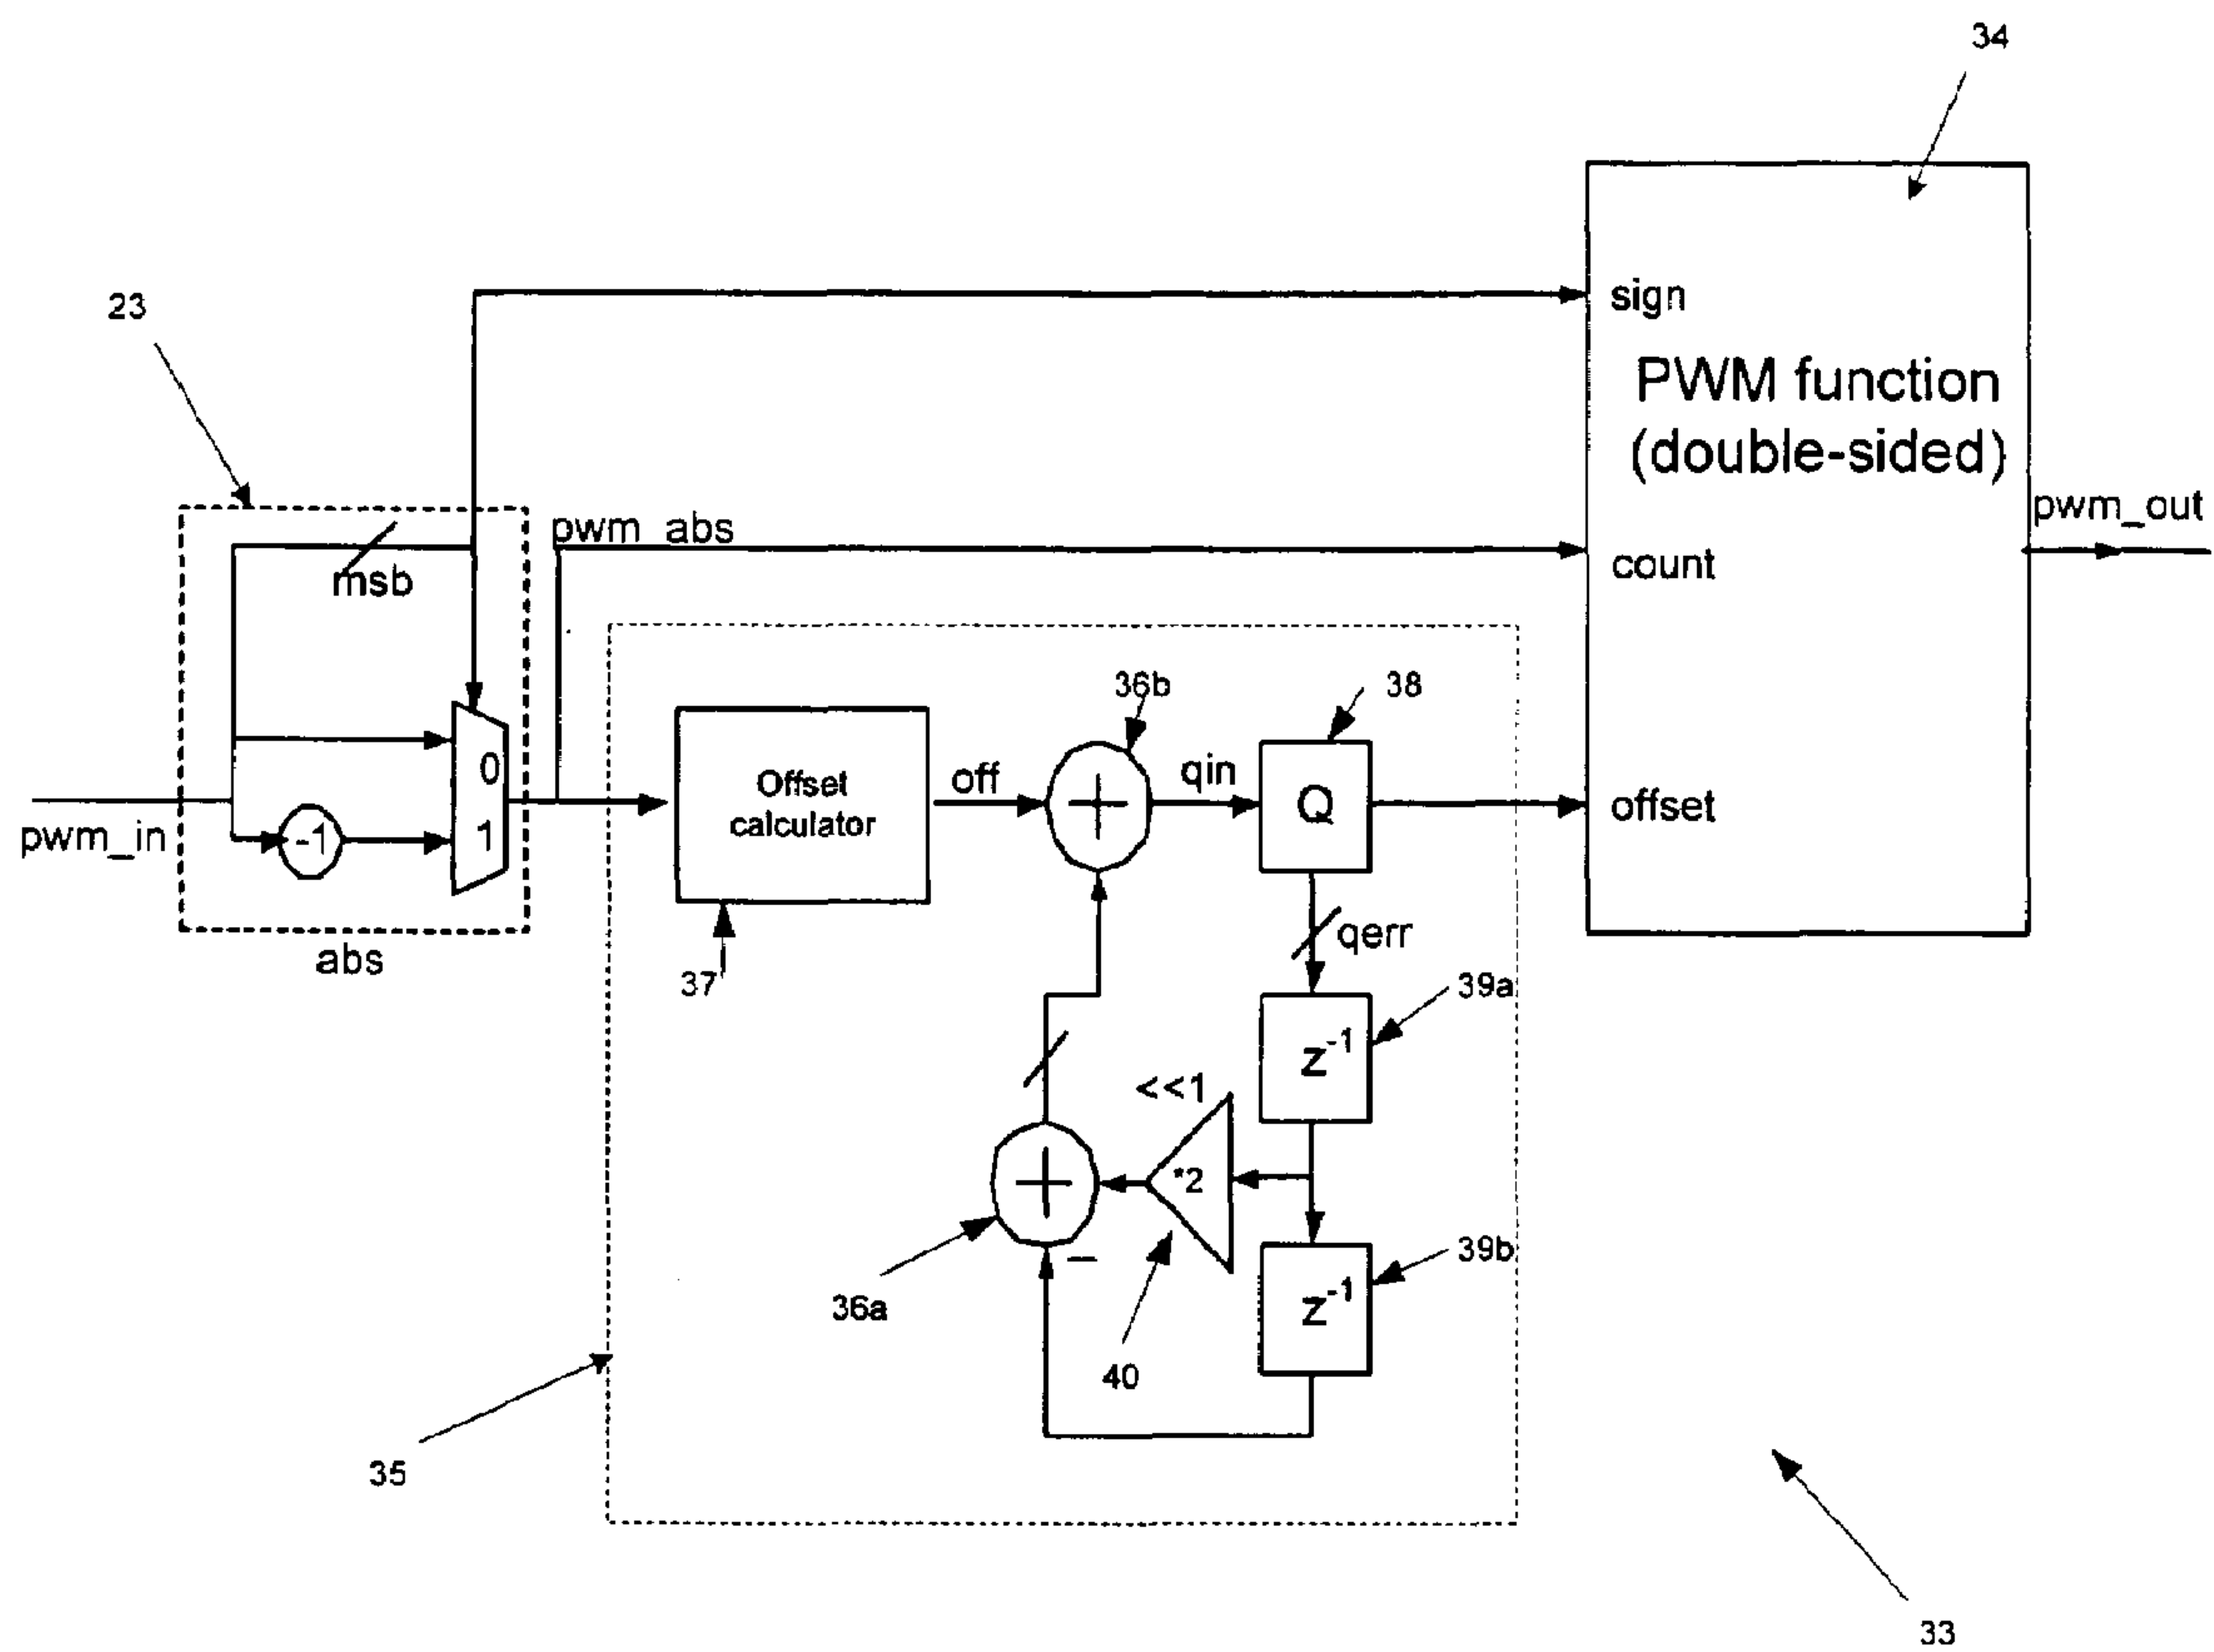 34
23
sign
PWM function
(double-sided)
pwm_abs
pwm_out
msb
count
36b
38
0
Offset
calculator
off
qin
Q
offset
pwm_in
-1
1
qerr
abs
37
39a
z-1
<<1
*2
−
39b
z-1
36a
40
35
33